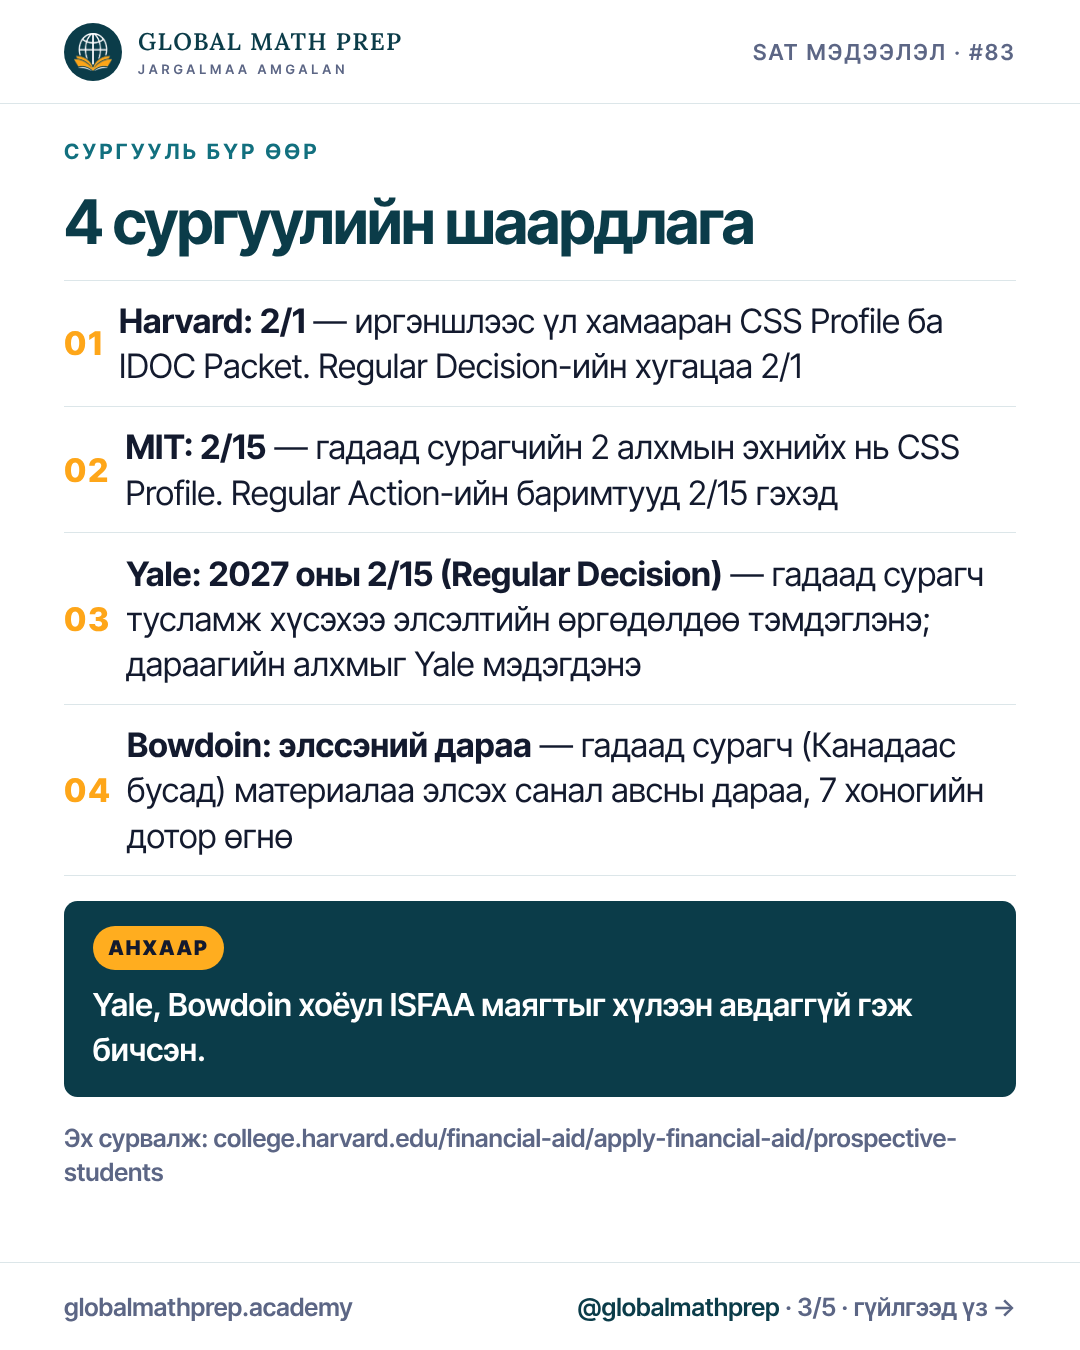 GLOBAL MATH PREP
JARGALMAA AMGALAN
SAT МЭДЭЭЛЭЛ · #83
СУРГУУЛЬ БҮР ӨӨР
4 сургуулийн шаардлага
01
Harvard: 2/1 — иргэншлээс үл хамааран CSS Profile ба
IDOC Packet. Regular Decision-ийн хугацаа 2/1
02
MIT: 2/15 — гадаад сурагчийн 2 алхмын эхнийх нь CSS
Profile. Regular Action-ийн баримтууд 2/15 гэхэд
03
Yale: 2027 оны 2/15 (Regular Decision) — гадаад сурагч
тусламж хүсэхээ элсэлтийн өргөдөлдөө тэмдэглэнэ;
дараагийн алхмыг Yale мэдэгдэнэ
04
Bowdoin: элссэний дараа — гадаад сурагч (Канадаас
бусад) материалаа элсэх санал авсны дараа, 7 хоногийн
дотор өгнө
АНХААР
Yale, Bowdoin хоёул ISFAA маягтыг хүлээн авдаггүй гэж
бичсэн.
Эх сурвалж: college.harvard.edu/financial-aid/apply-financial-aid/prospective-
students
globalmathprep.academy
@globalmathprep · 3/5 · гүйлгээд үз →